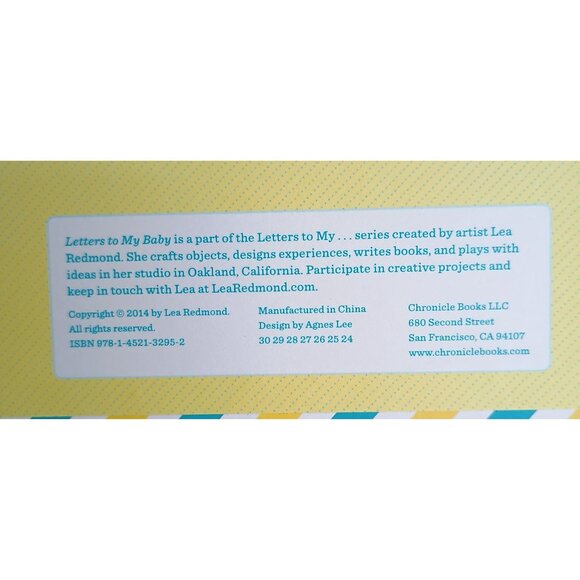 Letters to My Baby is a part of the Letters to My . . . series created by artist Lea
Redmond. She crafts objects, designs experiences, writes books, and plays with
ideas in her studio in Oakland, California. Participate in creative projects and
keep in touch with Lea at LeaRedmond.com.
Copyright © 2014 by Lea Redmond.
All rights reserved.
ISBN 978-1-4521-3295-2
Manufactured in China
Design by Agnes Lee
30 29 28 27 26 25 24
Chronicle Books LLC
680 Second Street
San Francisco, CA 94107
www.chroniclebooks.com